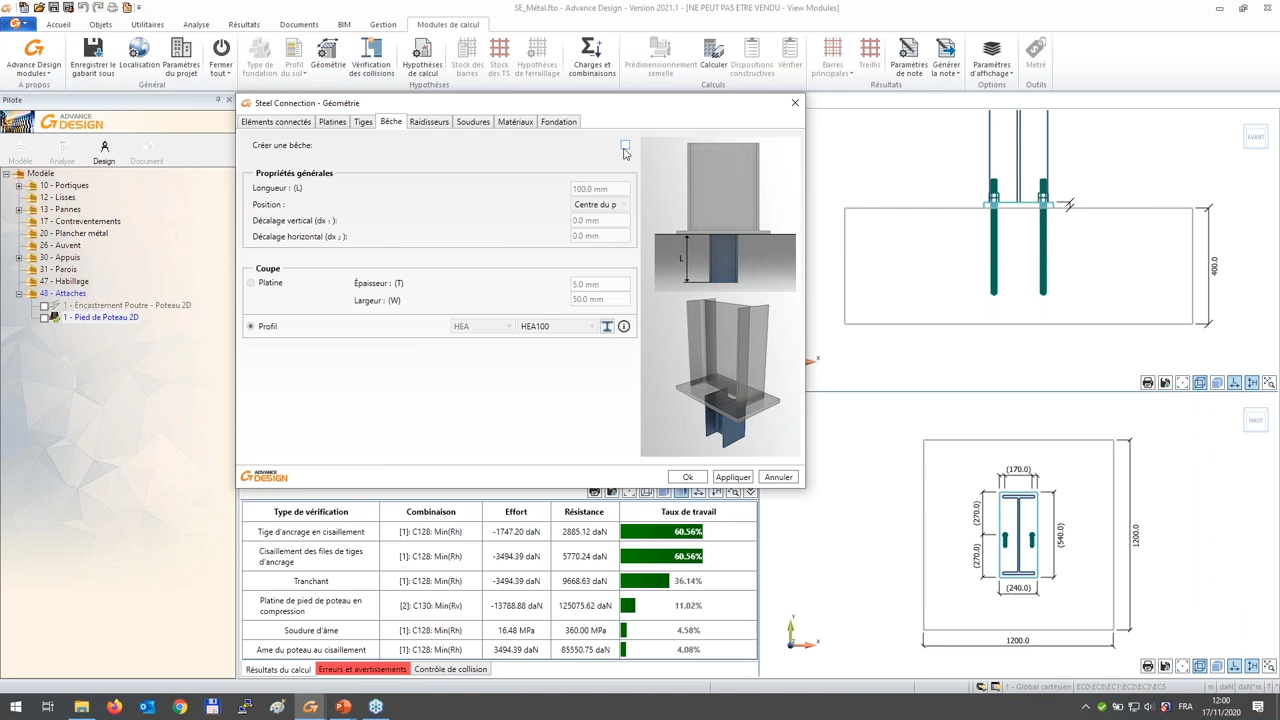 SE_Métal.fto - Advance Design - Version 2021.1 - [NE PEUT PAS ETRE VENDU - View Modules]
Accueil Objets Utilitaires Analyse Résultats Documents BIM Gestion Modules de calcul
Advance Design modules
Enregistrer le gabarit sous
Localisation
Paramètres du projet
Fermer tout
Type de fondation
Profil du sol
Géométrie
Vérification des collisions
Hypothèses de calcul
Stock des barres
Stock des TS
Hypothèses de ferraillage
Charges et combinaisons
Prédimensionnement semelle
Calculer
Dispositions constructives
Vérifier
Barres principales
Treillis
Paramètres de note
Générer la note
Paramètres d'affichage
Métré
A propos Général Hypothèses Calculs Résultats Options Outils
Pilote
ADVANCE DESIGN
Modèle Analyse Design Document
Modèle
10 - Portiques
12 - Lisses
13 - Pannes
17 - Contreventements
20 - Plancher métal
26 - Auvent
30 - Appuis
31 - Parois
47 - Habillage
48 - Attaches
1 - Encastrement Poutre - Poteau 2D
1 - Pied de Poteau 2D
Steel Connection - Géométrie
Eléments connectés Platines Tiges Bêche Raidisseurs Soudures Matériaux Fondation
Créer une bêche:
Propriétés générales
Longueur : (L) 100.0 mm
Position : Centre du p
Décalage vertical (dx 1) : 0.0 mm
Décalage horizontal (dx 2) : 0.0 mm
Coupe
Platine Épaisseur : (T) 5.0 mm
Largeur : (W) 50.0 mm
Profil HEA HEA100
L
ADVANCE DESIGN
Ok Appliquer Annuler
Type de vérification Combinaison Effort Résistance Taux de travail
Tige d'ancrage en cisaillement [1]: C128: Min(Rh) -1747.20 daN 2885.12 daN 60.56%
Cisaillement des files de tiges d'ancrage [1]: C128: Min(Rh) -3494.39 daN 5770.24 daN 60.56%
Tranchant [1]: C128: Min(Rh) -3494.39 daN 9668.63 daN 36.14%
Platine de pied de poteau en compression [2]: C130: Min(Rv) -13788.88 daN 125075.62 daN 11.02%
Soudure d'âme [1]: C128: Min(Rh) 16.48 MPa 360.00 MPa 4.58%
Ame du poteau au cisaillement [1]: C128: Min(Rh) 3494.39 daN 85550.75 daN 4.08%
Résultats du calcul Erreurs et avertissements Contrôle de collision
AVANT
400.0
X
HAUT
(170.0)
(270.0)
(270.0)
(540.0)
(240.0)
1200.0
1200.0
Y
X
1 - Global cartésien EC0\EC8\EC1\EC2\EC3\EC5 m daN daN*m T
FRA
12:00
17/11/2020